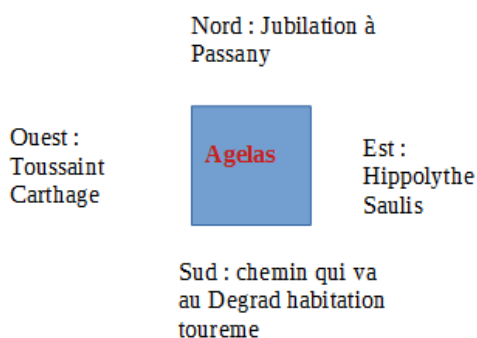 Nord : Jubilation à
Passany
Ouest :
Toussaint
Carthage
Agelas
Est :
Hippolythe
Saulis
Sud : chemin qui va
au Degrad habitation
toureme